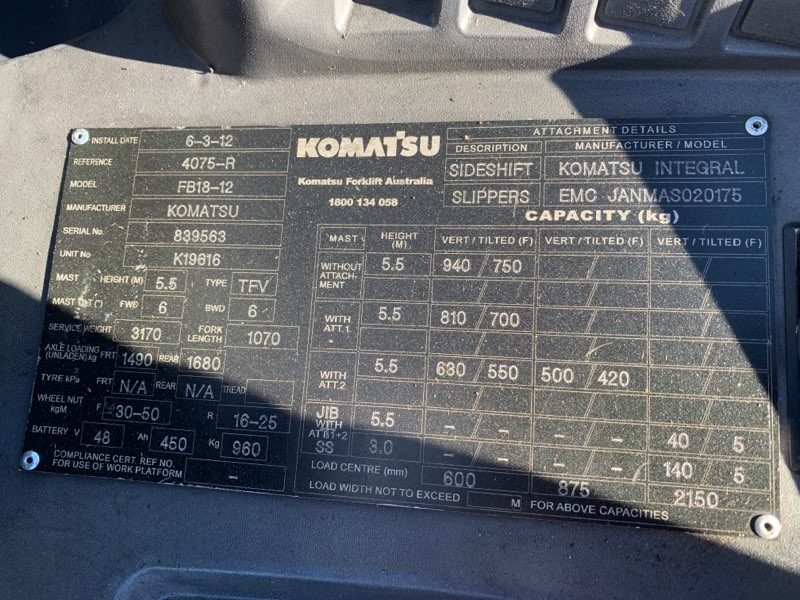 INSTALL DATE 6-3-12
REFERENCE 4075-R
MODEL FB18-12
MANUFACTURER KOMATSU
SERIAL No. 839563
UNIT No K19616
MAST HEIGHT (M) 5.5 TYPE TFV
MAST TILT (°) FWD 6 BWD 6
SERVICE WEIGHT 3170 FORK LENGTH 1070
AXLE LOADING (UNLADEN).kg FRT 1490 REAR 1680
TYRE kPa FRT N/A REAR N/A TREAD
WHEEL NUT kgM F 30-50 R 16-25
BATTERY V 48 Ah 450 Kg 960
COMPLIANCE CERT. REF NO.
FOR USE OF WORK PLATFORM -
KOMATSU
Komatsu Forklift Australia
1800 134 058
ATTACHMENT DETAILS
DESCRIPTION MANUFACTURER / MODEL
SIDESHIFT KOMATSU INTEGRAL
SLIPPERS EMC JANMAS020175
CAPACITY (kg)
MAST HEIGHT (M) VERT / TILTED (F) VERT / TILTED (F) VERT / TILTED (F)
WITHOUT ATTACH-MENT 5.5 940 / 750 / /
WITH ATT.1 5.5 810 / 700 / /
-
WITH ATT.2 5.5 630 / 550 500 / 420 /
JIB WITH ATT 1+2 5.5 - / - - / - 40 / 5
SS 3.0 - / - - / - 140 / 5
LOAD CENTRE (mm) 600 875 2150
LOAD WIDTH NOT TO EXCEED M FOR ABOVE CAPACITIES